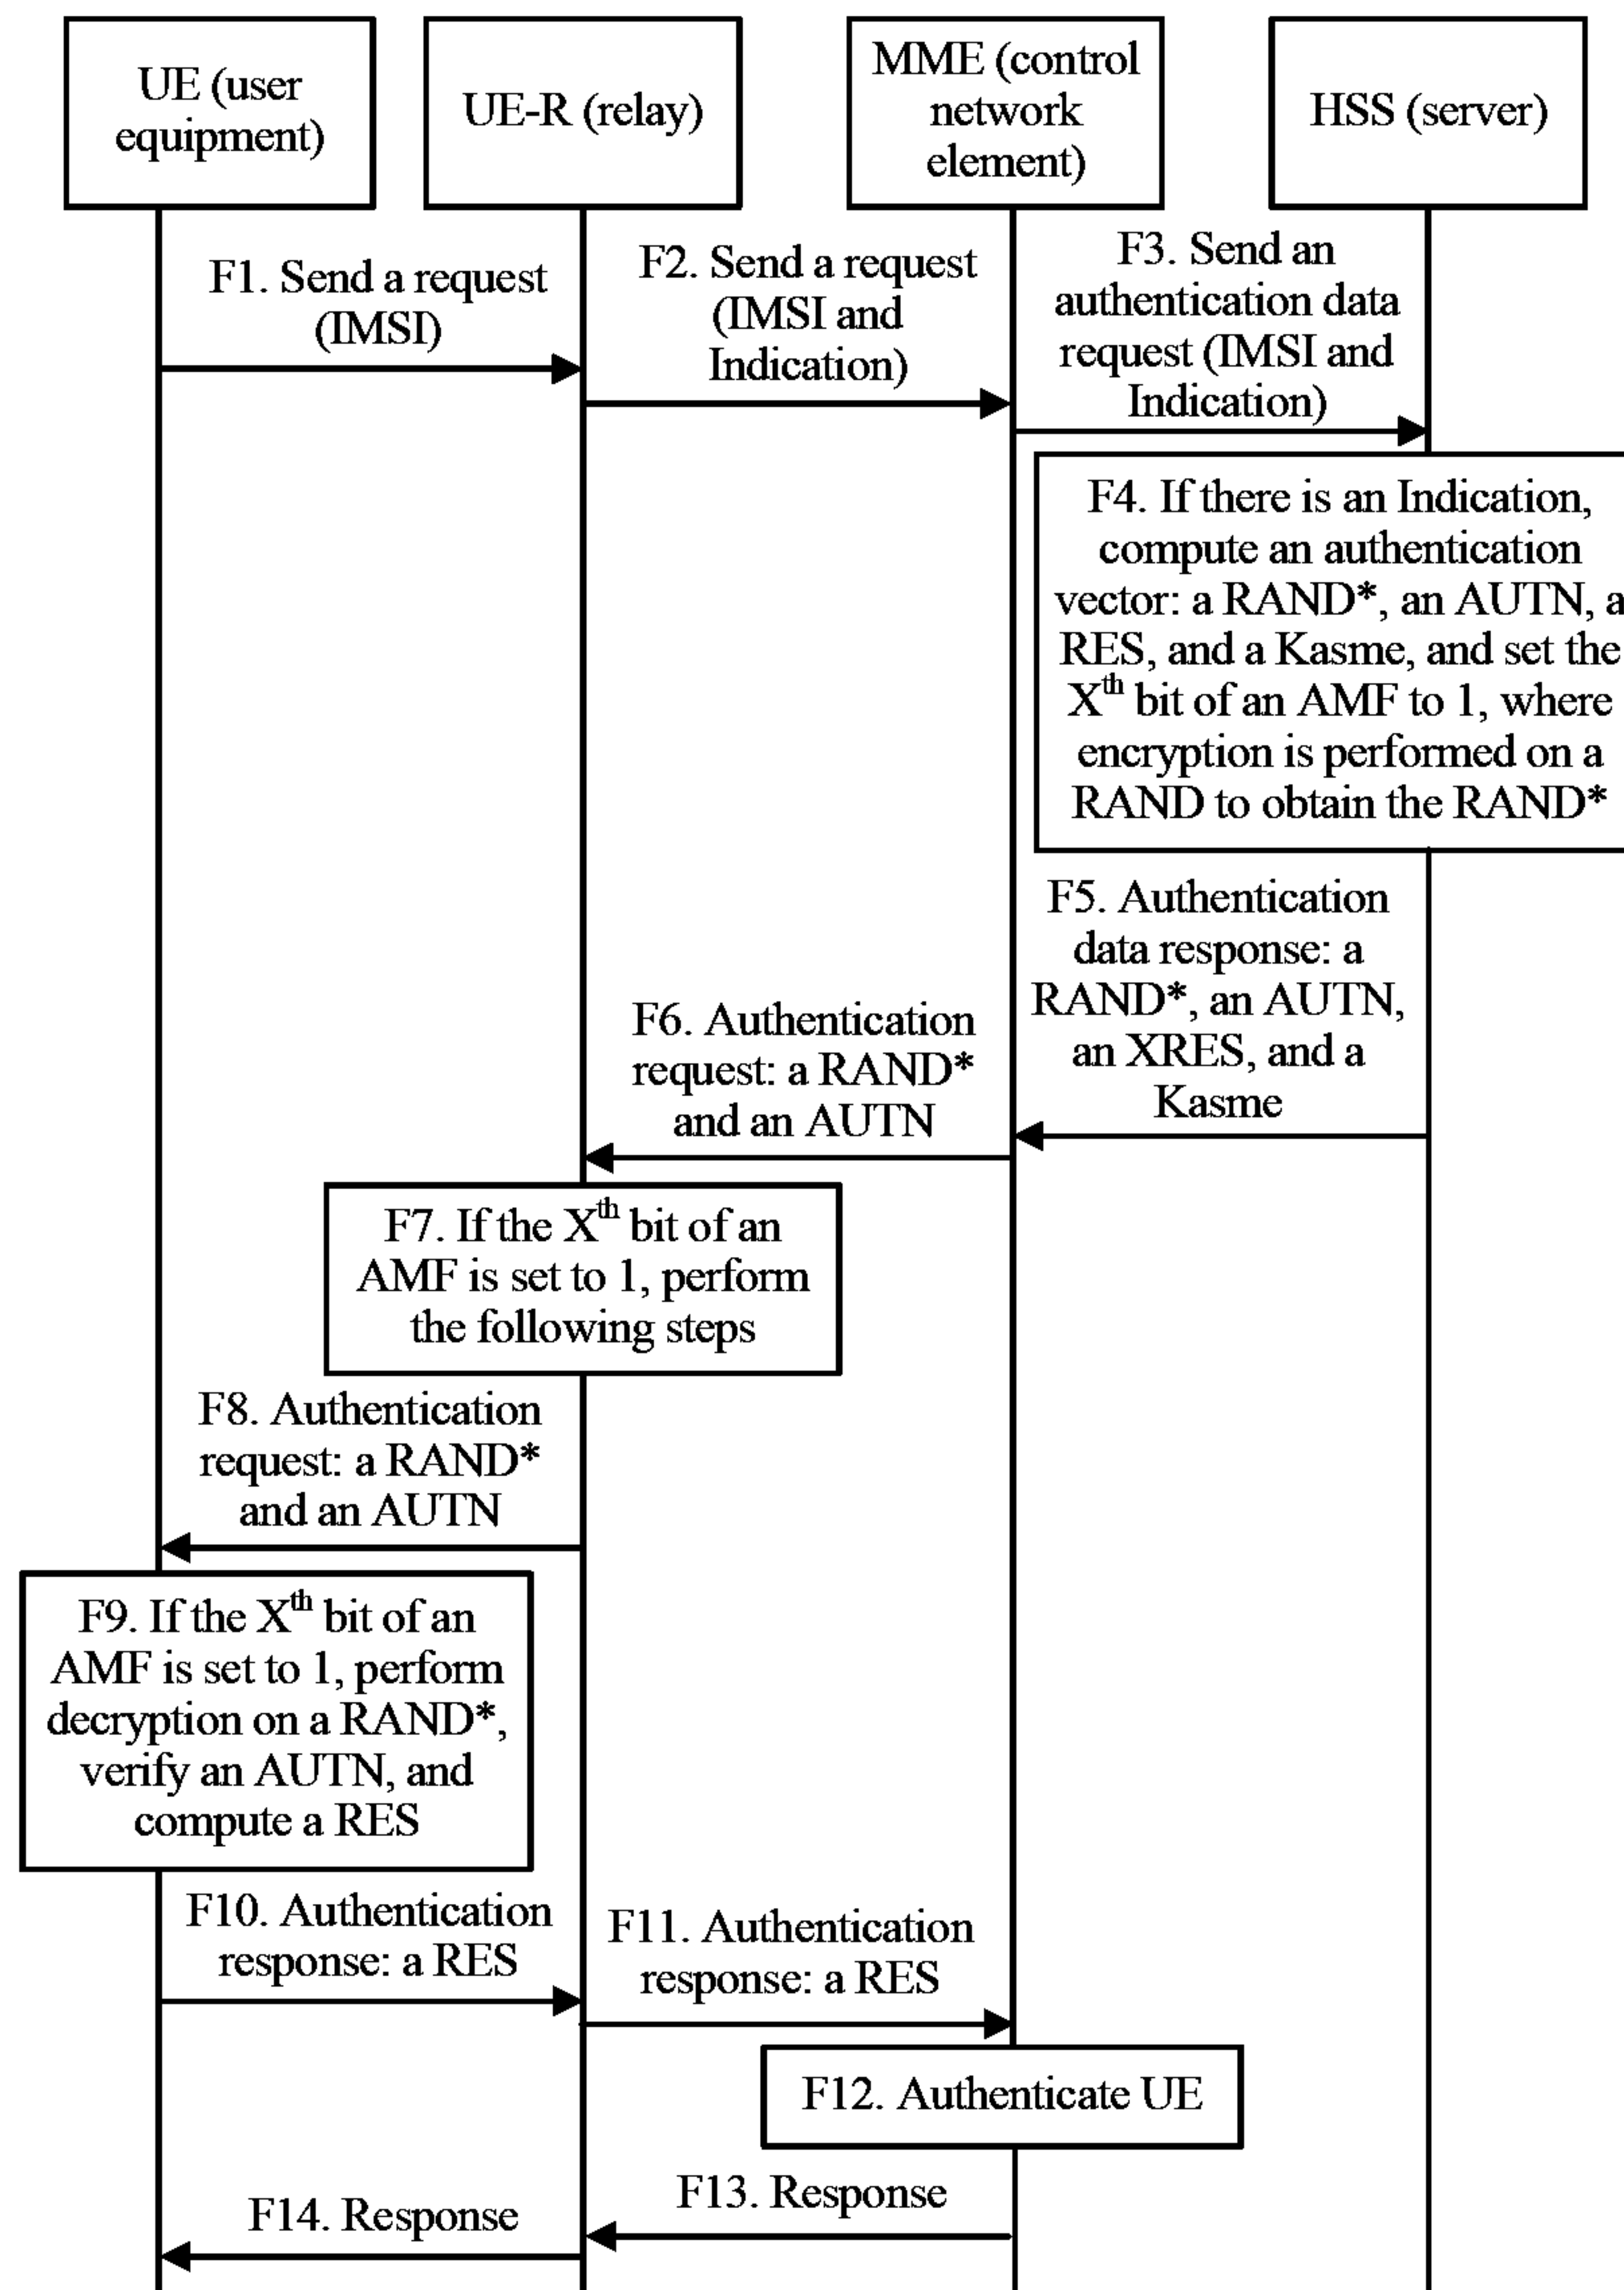 UE (user
equipment)
UE-R (relay)
MME (control
network
element)
HSS (server)
F1. Send a request
(IMSI)
F2. Send a request
(IMSI and
Indication)
F3. Send an
authentication data
request (IMSI and
Indication)
F4. If there is an Indication,
compute an authentication
vector: a RAND*, an AUTN, a
RES, and a Kasme, and set the
Xth bit of an AMF to 1, where
encryption is performed on a
RAND to obtain the RAND*
F5. Authentication
data response: a
RAND*, an AUTN,
an XRES, and a
Kasme
F6. Authentication
request: a RAND*
and an AUTN
F7. If the Xth bit of an
AMF is set to 1, perform
the following steps
F8. Authentication
request: a RAND*
and an AUTN
F9. If the Xth bit of an
AMF is set to 1, perform
decryption on a RAND*,
verify an AUTN, and
compute a RES
F10. Authentication
response: a RES
F11. Authentication
response: a RES
F12. Authenticate UE
F13. Response
F14. Response